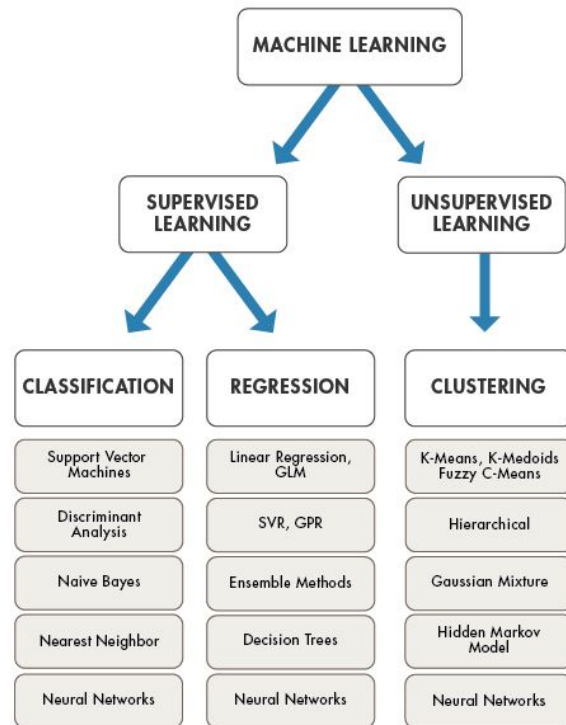 MACHINE LEARNING
SUPERVISED
LEARNING
UNSUPERVISED
LEARNING
CLASSIFICATION
Support Vector
Machines
Discriminant
Analysis
Naive Bayes
Nearest Neighbor
Neural Networks
REGRESSION
Linear Regression,
GLM
SVR, GPR
Ensemble Methods
Decision Trees
Neural Networks
CLUSTERING
K-Means, K-Medoids
Fuzzy C-Means
Hierarchical
Gaussian Mixture
Hidden Markov
Model
Neural Networks